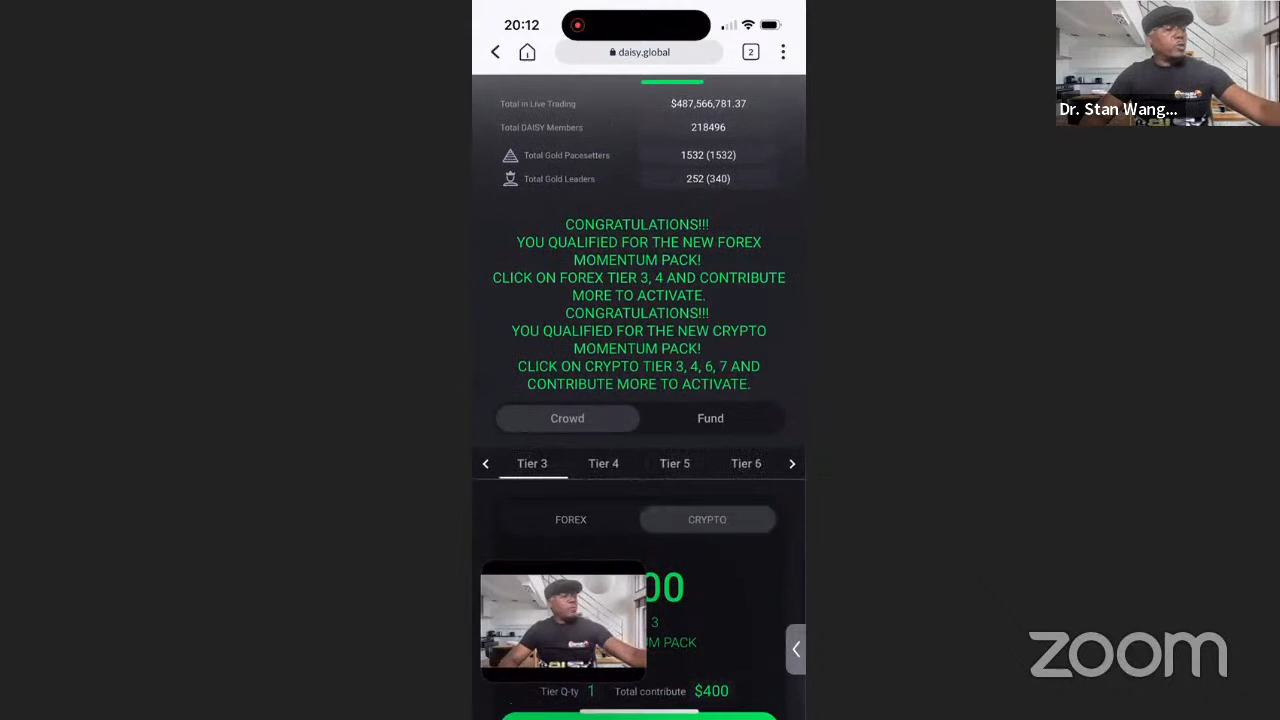 20:12
daisy.global
2
Total in Live Trading $487,566,781.37
Total DAISY Members 218496
Total Gold Pacesetters 1532 (1532)
Total Gold Leaders 252 (340)
CONGRATULATIONS!!!
YOU QUALIFIED FOR THE NEW FOREX
MOMENTUM PACK!
CLICK ON FOREX TIER 3, 4 AND CONTRIBUTE
MORE TO ACTIVATE.
CONGRATULATIONS!!!
YOU QUALIFIED FOR THE NEW CRYPTO
MOMENTUM PACK!
CLICK ON CRYPTO TIER 3, 4, 6, 7 AND
CONTRIBUTE MORE TO ACTIVATE.
Crowd Fund
Tier 3 Tier 4 Tier 5 Tier 6
FOREX CRYPTO
00
3
M PACK
Tier Q-ty 1 Total contribute $400
Dr. Stan Wang...
zoom